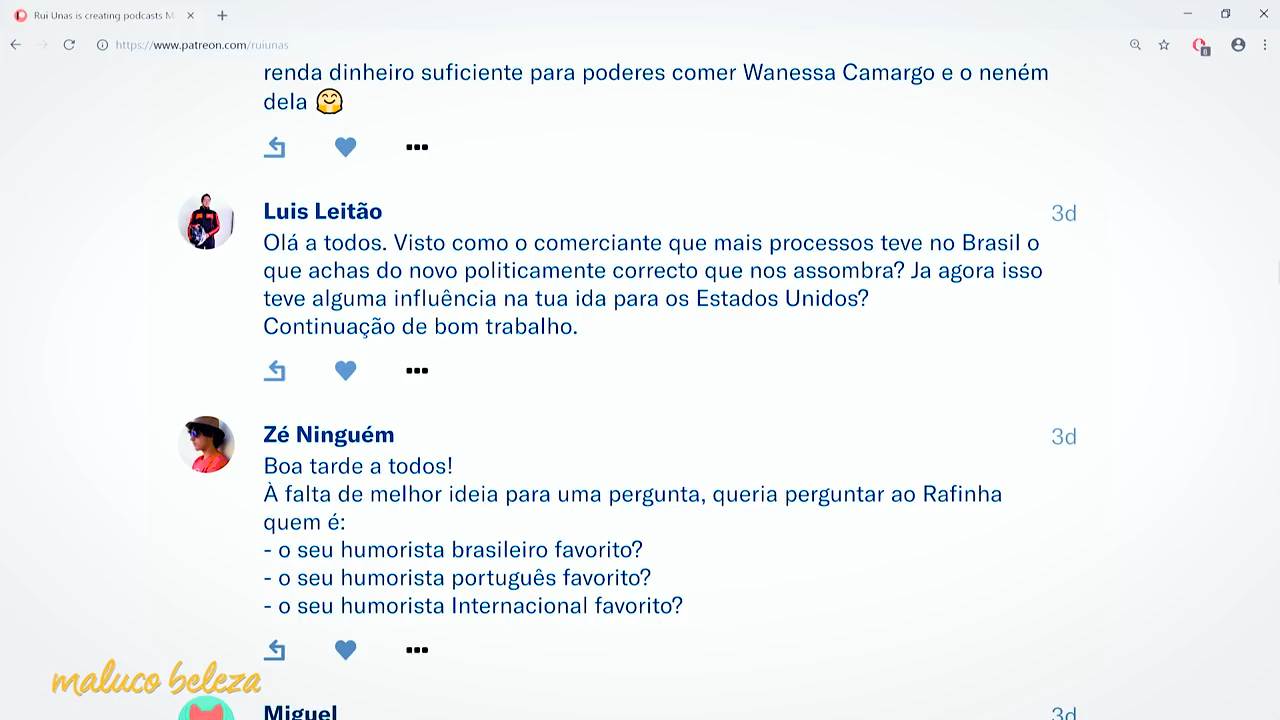 Rui Unas is creating podcasts M
https://www.patreon.com/ruiunas
renda dinheiro suficiente para poderes comer Wanessa Camargo e o neném
dela 🤗
Luis Leitão
3d
Olá a todos. Visto como o comerciante que mais processos teve no Brasil o
que achas do novo politicamente correcto que nos assombra? Ja agora isso
teve alguma influência na tua ida para os Estados Unidos?
Continuação de bom trabalho.
Zé Ninguém
3d
Boa tarde a todos!
À falta de melhor ideia para uma pergunta, queria perguntar ao Rafinha
quem é:
- o seu humorista brasileiro favorito?
- o seu humorista português favorito?
- o seu humorista Internacional favorito?
maluco beleza
Miguel
3d